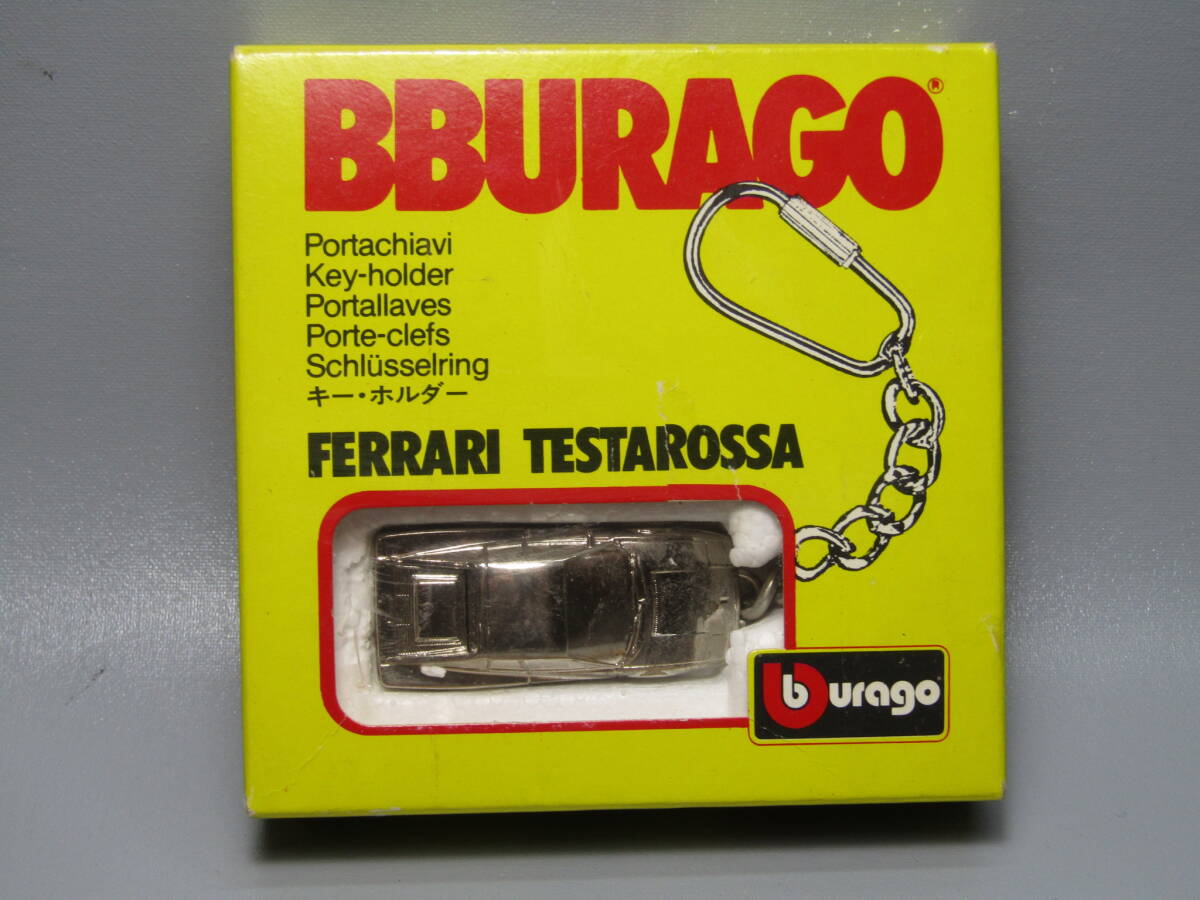 BBURAGO®
Portachiavi
Key-holder
Portallaves
Porte-clefs
Schlüsselring
キー・ホルダー
FERRARI TESTAROSSA
burago